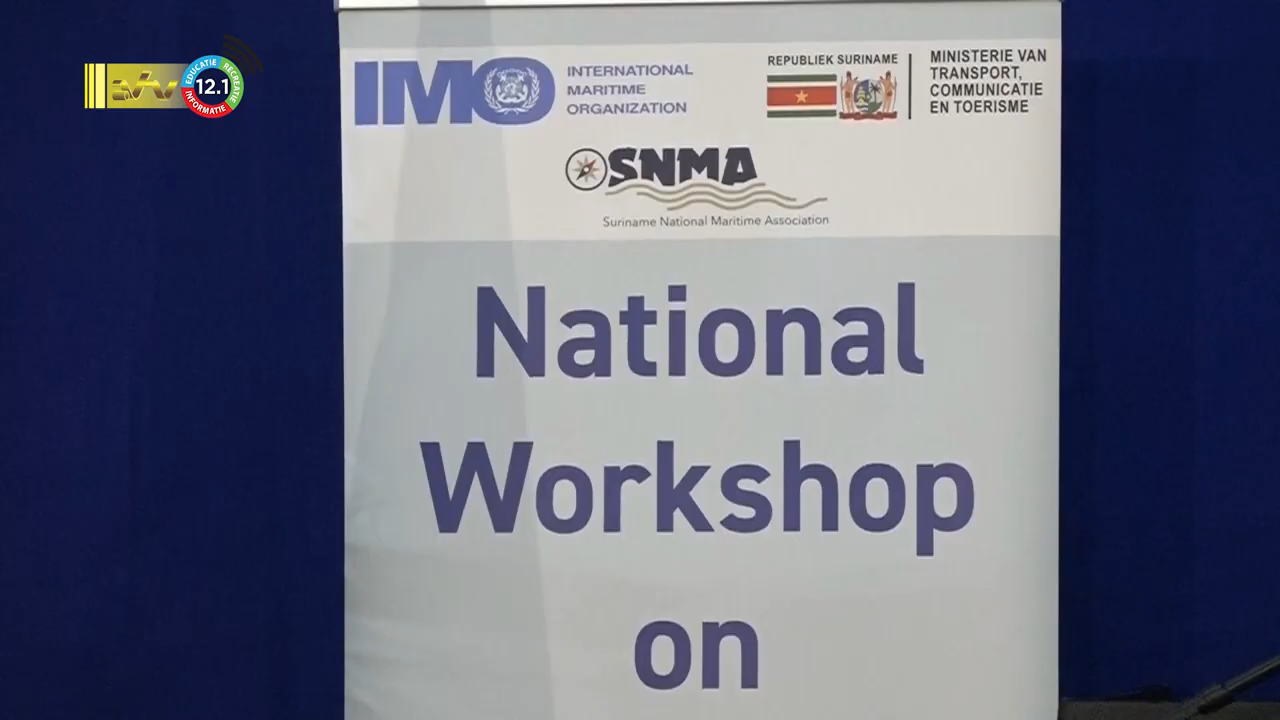 EDUCATIE
RECREATIE
INFORMATIE
12.1
IMO
INTERNATIONAL
MARITIME
ORGANIZATION
REPUBLIEK SURINAME
MINISTERIE VAN
TRANSPORT,
COMMUNICATIE
EN TOERISME
SNMA
Suriname National Maritime Association
National
Workshop
on